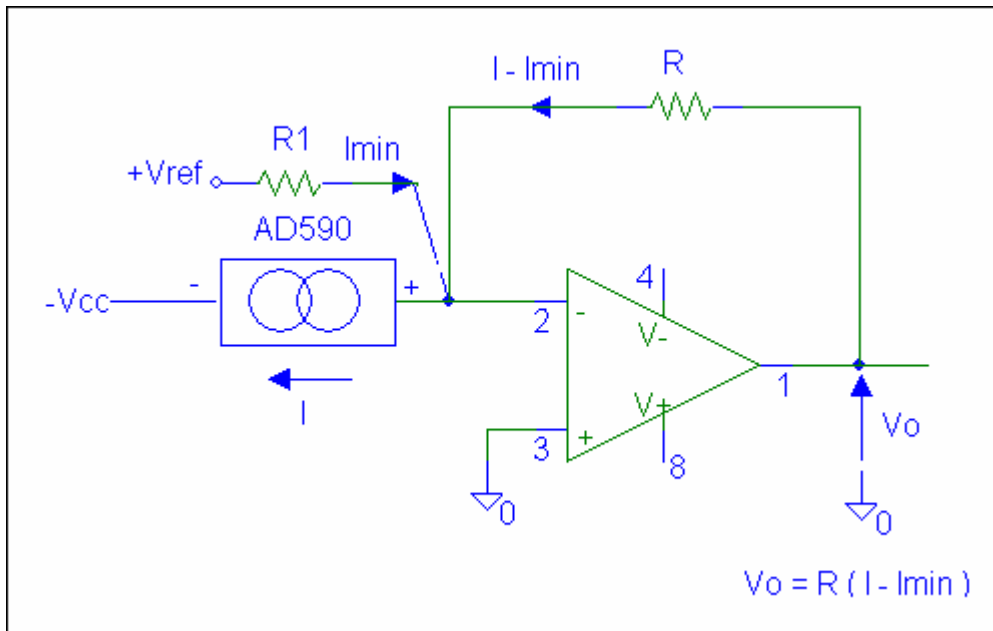 I - Imin
R
R1
Imin
+Vref
AD590
-Vcc
-
+
I
2
-
4
V-
1
V+
3
+
8
Vo
0
0
Vo = R ( I - Imin )